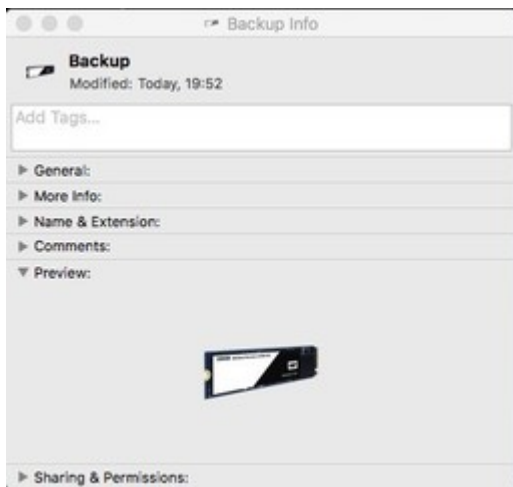 Backup Info
Backup
Modified: Today, 19:52
Add Tags...
General:
More Info:
Name & Extension:
Comments:
Preview:
Sharing & Permissions: